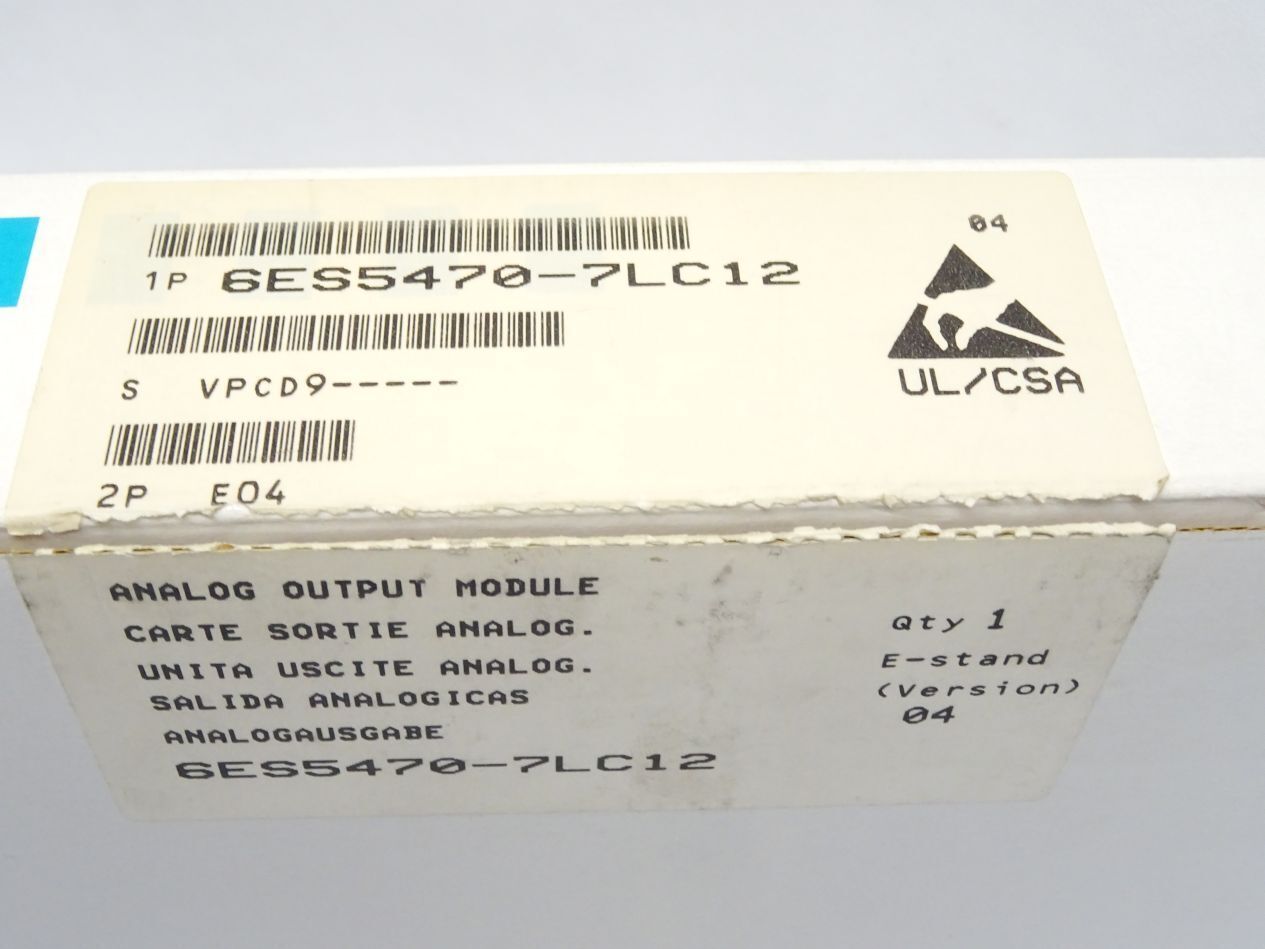 04
1P 6ES5470-7LC12
UL/CSA
S VPCD9-----
2P E04
ANALOG OUTPUT MODULE
CARTE SORTIE ANALOG.
UNITA USCITE ANALOG.
SALIDA ANALOGICAS
ANALOGAUSGABE
6ES5470-7LC12
Qty 1
E-stand
(Version)
04